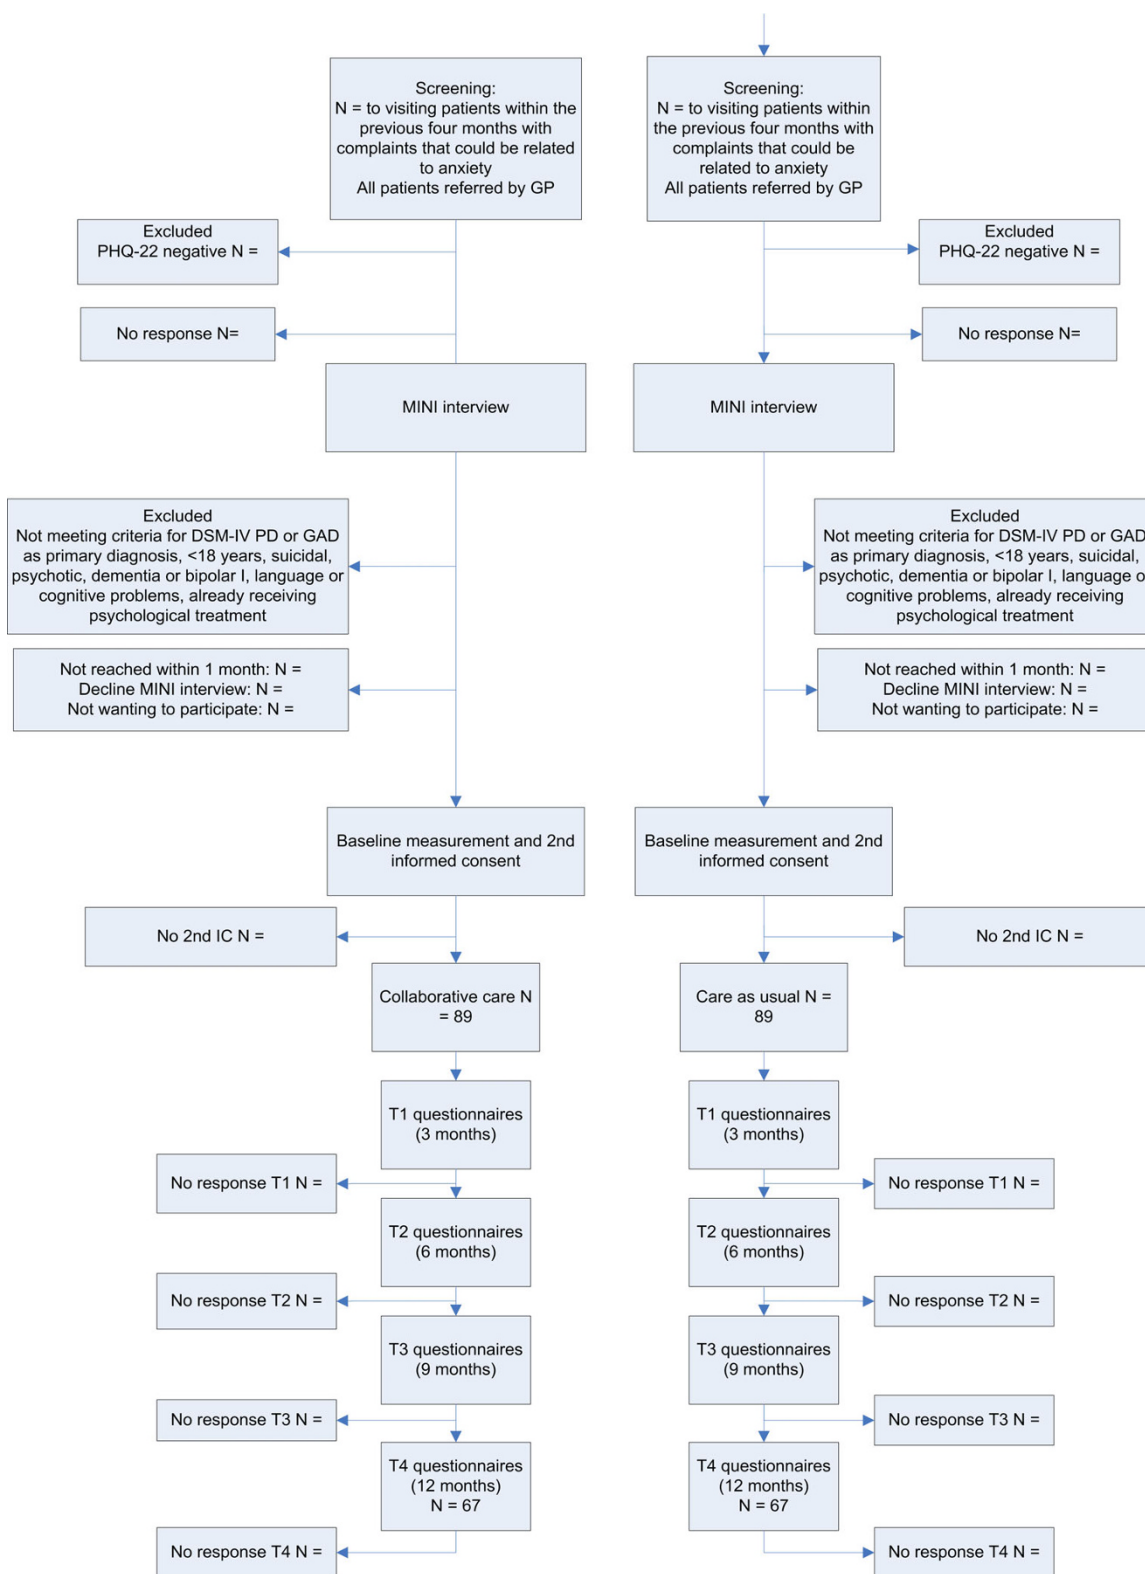 Screening:
N = to visiting patients within the
previous four months with
complaints that could be related
to anxiety
All patients referred by GP
Screening:
N = to visiting patients within
the previous four months with
complaints that could be
related to anxiety
All patients referred by GP
Excluded
PHQ-22 negative N =
Excluded
PHQ-22 negative N =
No response N=
No response N=
MINI interview
MINI interview
Excluded
Not meeting criteria for DSM-IV PD or GAD
as primary diagnosis, <18 years, suicidal,
psychotic, dementia or bipolar I, language or
cognitive problems, already receiving
psychological treatment
Excluded
Not meeting criteria for DSM-IV PD or GAD
as primary diagnosis, <18 years, suicidal,
psychotic, dementia or bipolar I, language o
cognitive problems, already receiving
psychological treatment
Not reached within 1 month: N =
Decline MINI interview: N =
Not wanting to participate: N =
Not reached within 1 month: N =
Decline MINI interview: N =
Not wanting to participate: N =
Baseline measurement and 2nd
informed consent
Baseline measurement and 2nd
informed consent
No 2nd IC N =
No 2nd IC N =
Collaborative care N
= 89
Care as usual N =
89
T1 questionnaires
(3 months)
T1 questionnaires
(3 months)
No response T1 N =
No response T1 N =
T2 questionnaires
(6 months)
T2 questionnaires
(6 months)
No response T2 N =
No response T2 N =
T3 questionnaires
(9 months)
T3 questionnaires
(9 months)
No response T3 N =
No response T3 N =
T4 questionnaires
(12 months)
N = 67
T4 questionnaires
(12 months)
N = 67
No response T4 N =
No response T4 N =